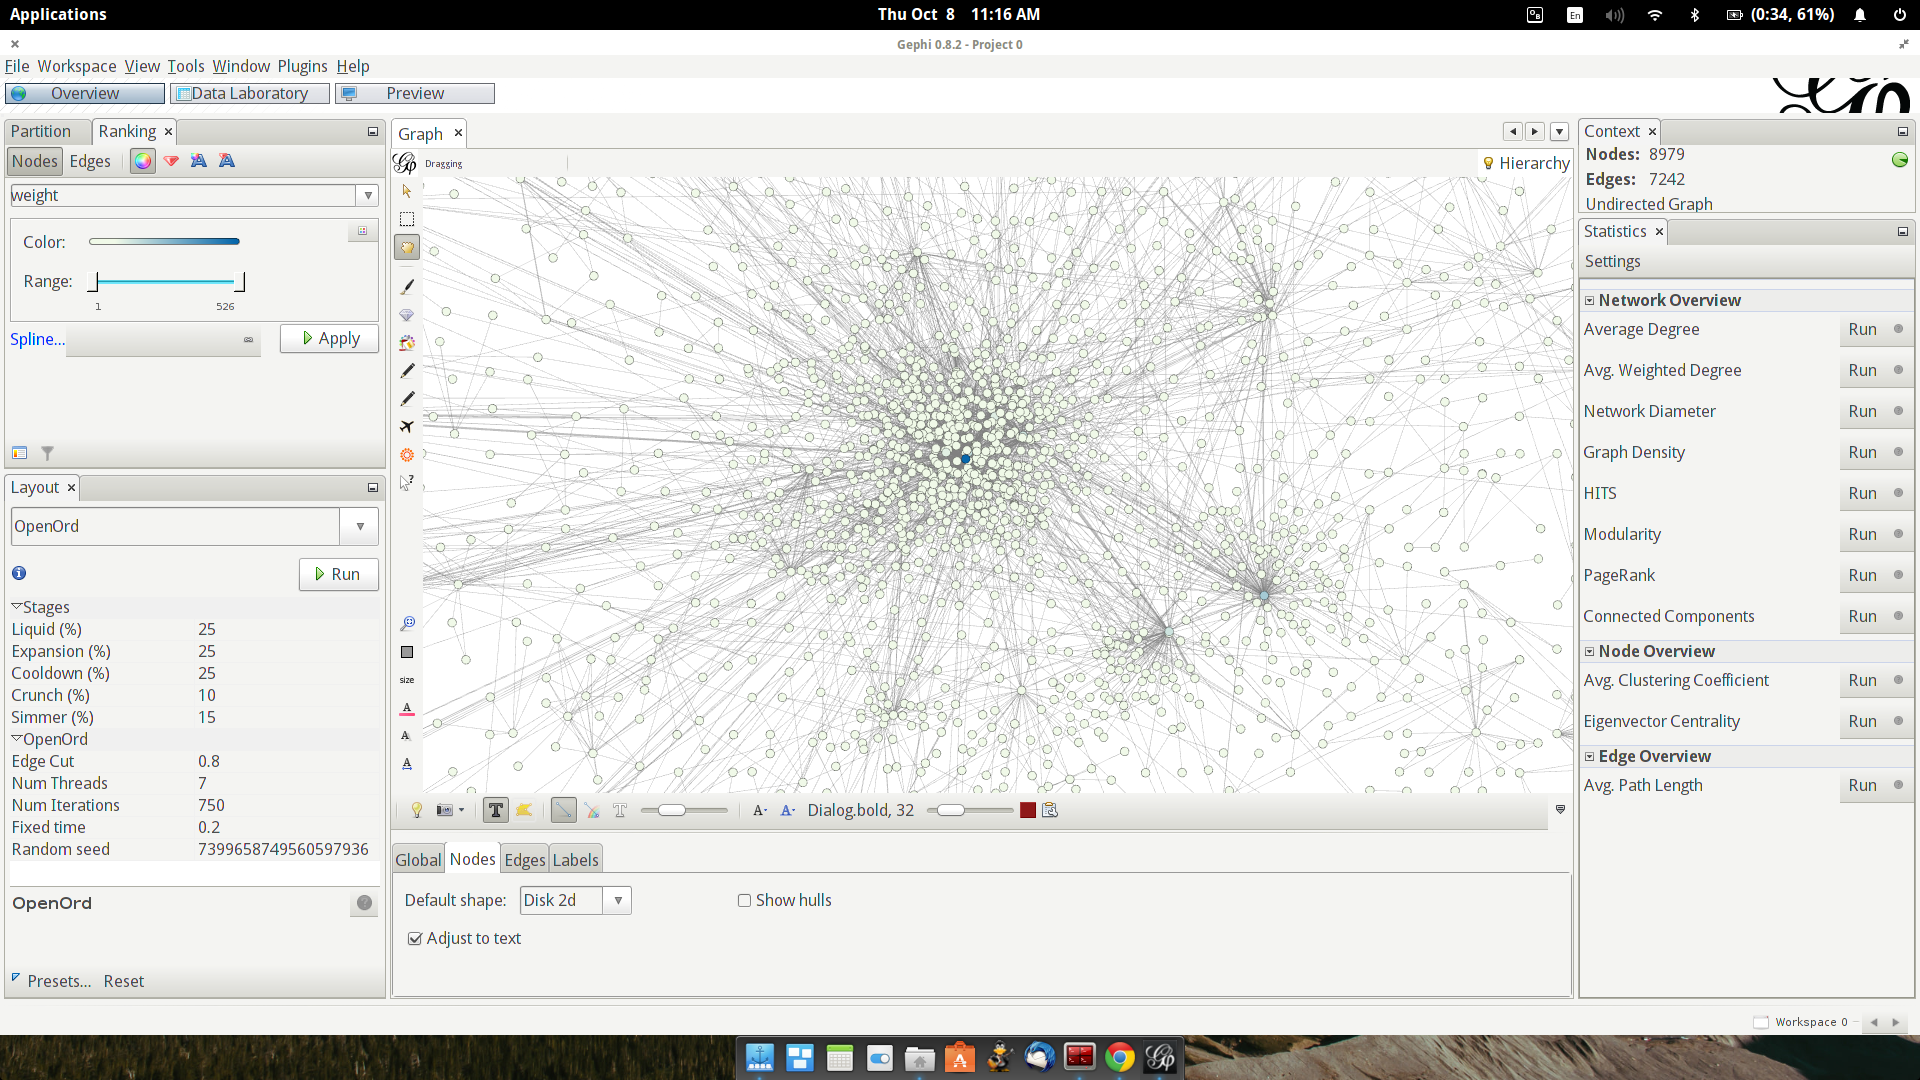 Applications
Thu Oct 8 11:16 AM
En
(0:34, 61%)
Gephi 0.8.2 - Project 0
File Workspace View Tools Window Plugins Help
Overview
Data Laboratory
Preview
Partition
Ranking
Nodes
Edges
weight
Color:
Range:
1
526
Spline...
Apply
Layout
OpenOrd
Run
Stages
Liquid (%) 25
Expansion (%) 25
Cooldown (%) 25
Crunch (%) 10
Simmer (%) 15
OpenOrd
Edge Cut 0.8
Num Threads 7
Num Iterations 750
Fixed time 0.2
Random seed 7399658749560597936
OpenOrd
Presets... Reset
Graph
Dragging
Hierarchy
size
Dialog.bold, 32
Global
Nodes
Edges
Labels
Default shape: Disk 2d
Show hulls
Adjust to text
Context
Nodes: 8979
Edges: 7242
Undirected Graph
Statistics
Settings
Network Overview
Average Degree Run
Avg. Weighted Degree Run
Network Diameter Run
Graph Density Run
HITS Run
Modularity Run
PageRank Run
Connected Components Run
Node Overview
Avg. Clustering Coefficient Run
Eigenvector Centrality Run
Edge Overview
Avg. Path Length Run
Workspace 0